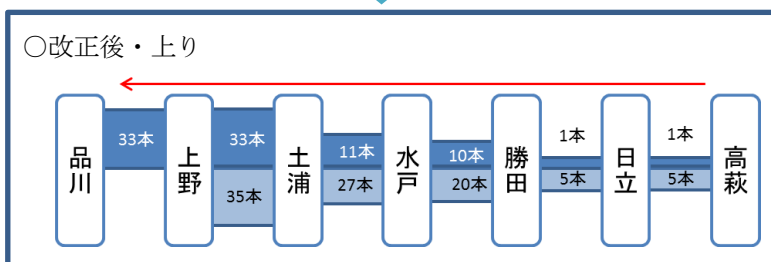 ○改正後・上り
品川
33本
上野
33本
35本
土浦
11本
27本
水戸
10本
20本
勝田
1本
5本
日立
1本
5本
高萩